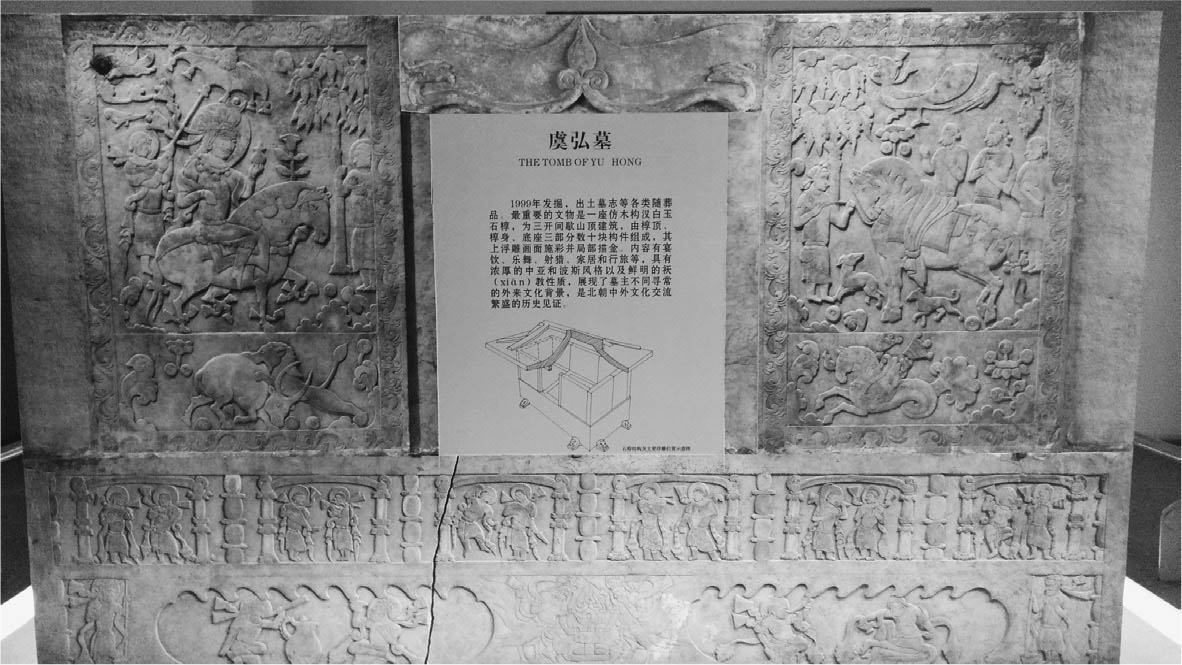 虞弘墓
THE TOMB OF YU HONG
1999年发掘，出土墓志等各类随葬
品。最重要的文物是一座仿木构汉白玉
石椁，为三开间歇山顶建筑，由椁顶、
椁身、底座三部分数十块构件组成，其
上浮雕画面施彩并局部描金。内容有宴
饮、乐舞、射猎、家居和行旅等，具有
浓厚的中亚和波斯风格以及鲜明的祆
（xiān）教性质，展现了墓主不同寻常
的外来文化背景，是北朝中外文化交流
繁盛的历史见证。